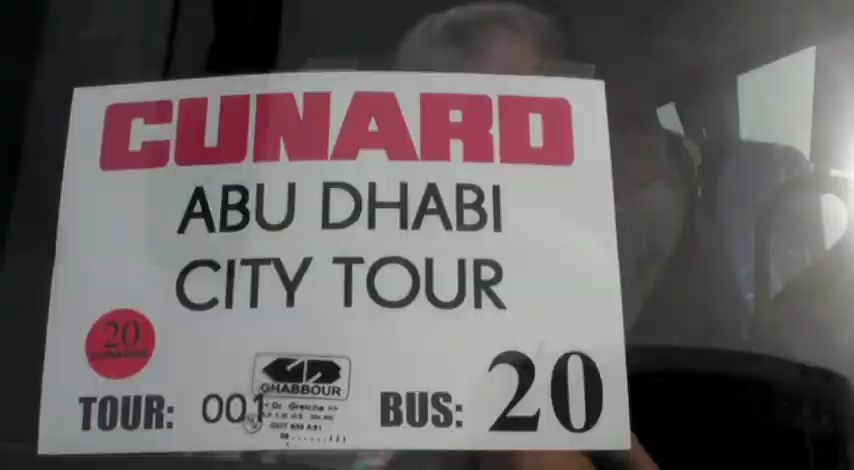 CUNARD
ABU DHABI
CITY TOUR
20
GHABBOUR
TOUR: 001
BUS: 20